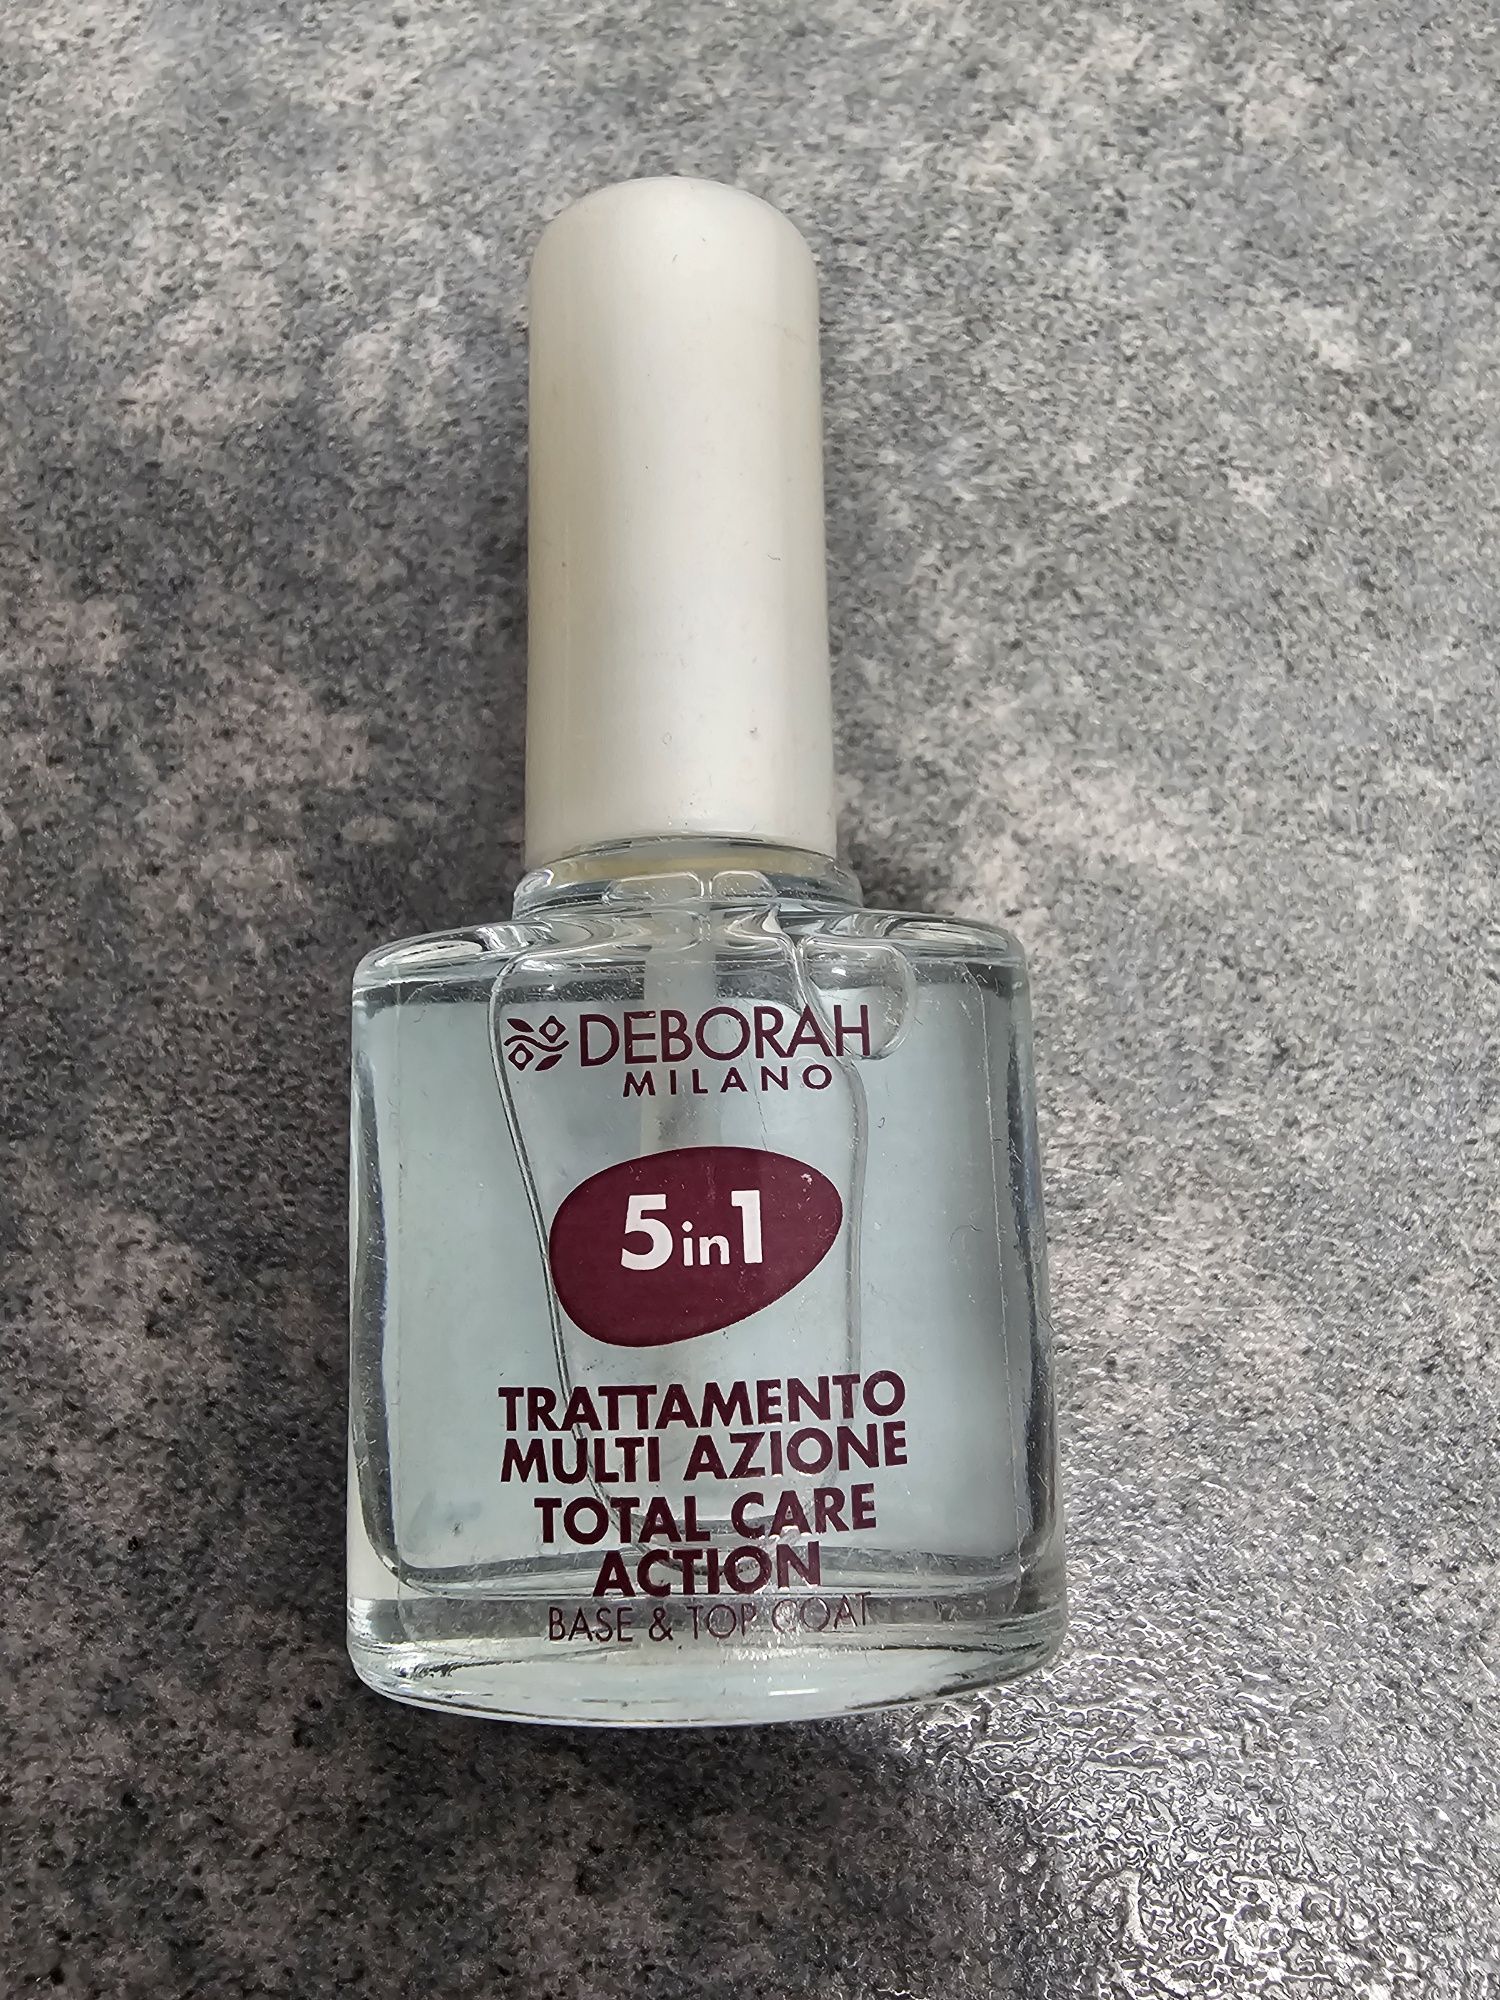 DEBORAH
MILANO
5in1
TRATTAMENTO
MULTI AZIONE
TOTAL CARE
ACTION
BASE & TOP COAT